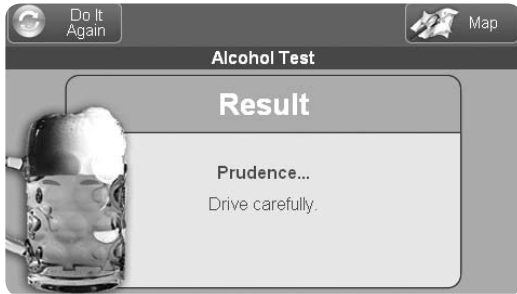 Do It
Again
Map
Alcohol Test
Result
Prudence...
Drive carefully.